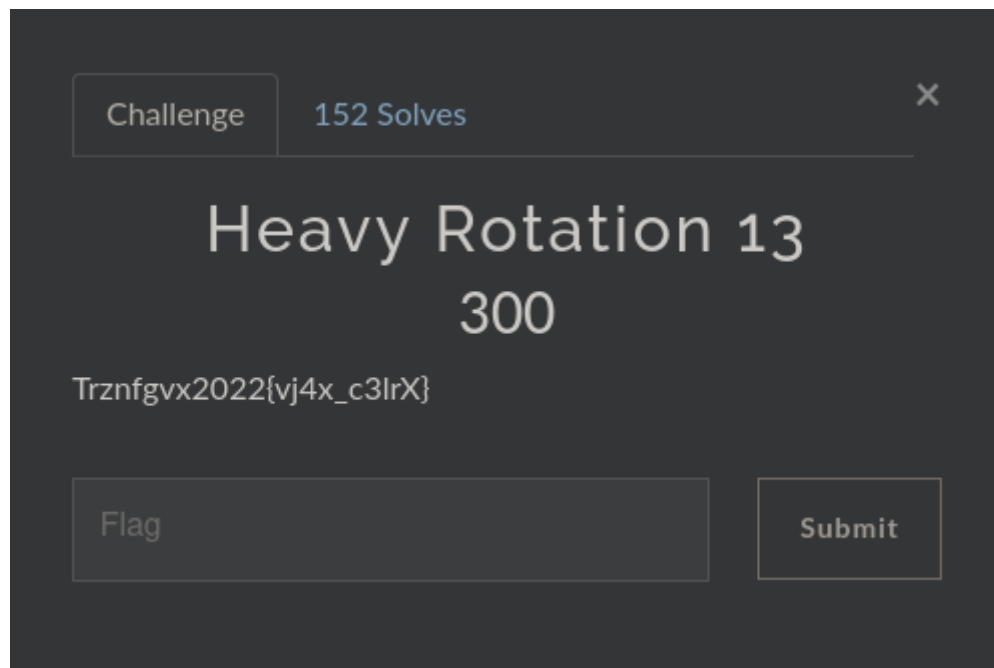 Challenge
152 Solves
×
Heavy Rotation 13
300
Trznfgvx2022{vj4x_c3lrX}
Flag
Submit